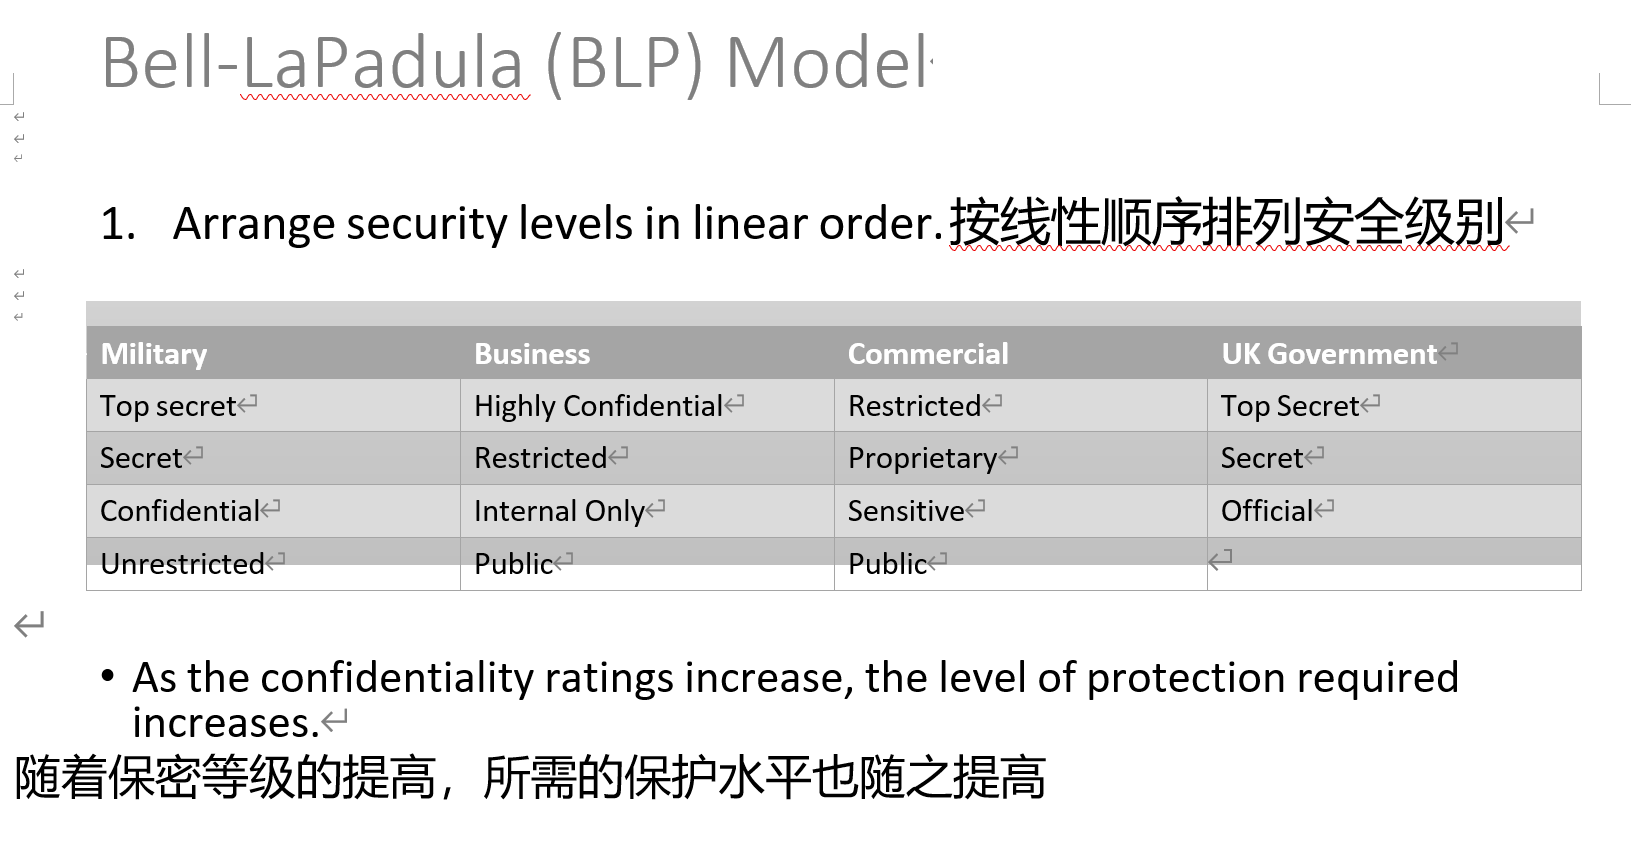 Bell-LaPadula (BLP) Model
1. Arrange security levels in linear order.按线性顺序排列安全级别
Military Business Commercial UK Government
Top secret Highly Confidential Restricted Top Secret
Secret Restricted Proprietary Secret
Confidential Internal Only Sensitive Official
Unrestricted Public Public
• As the confidentiality ratings increase, the level of protection required
increases.
随着保密等级的提高，所需的保护水平也随之提高